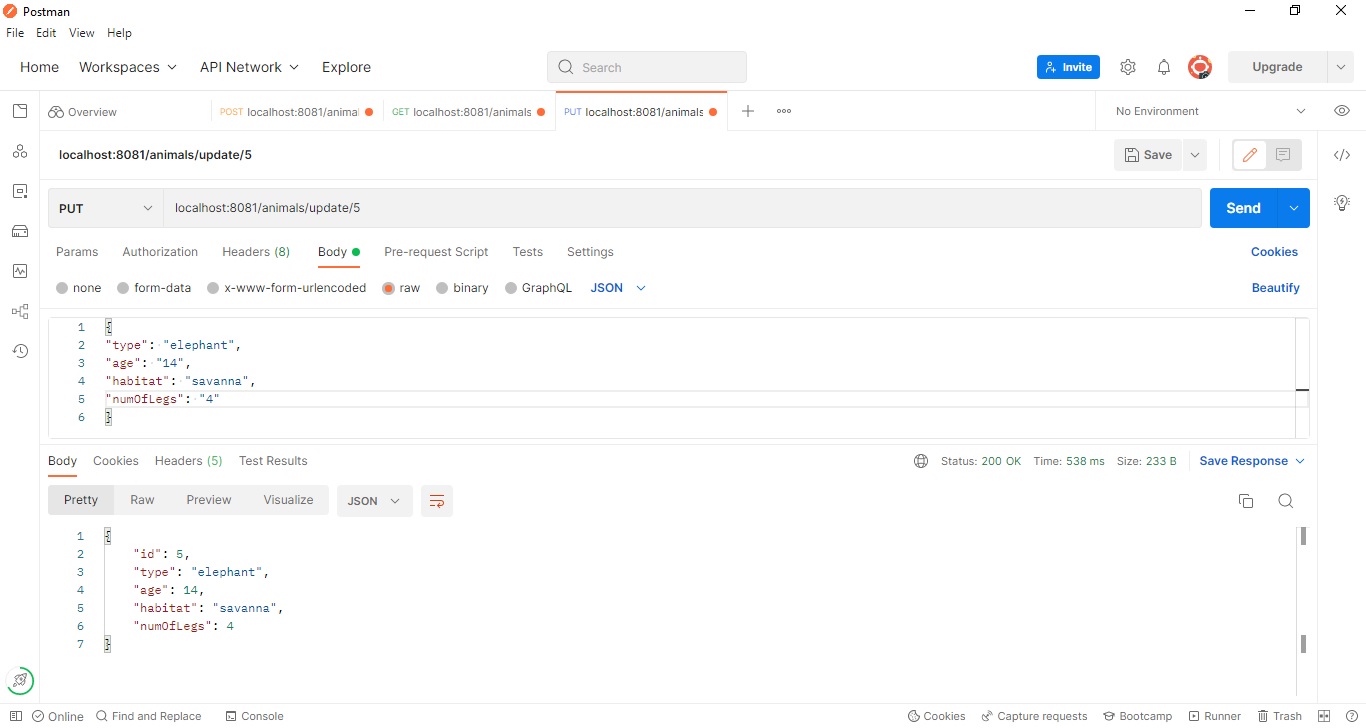 Postman
File Edit View Help
Home Workspaces API Network Explore Search Invite Upgrade
Overview POST localhost:8081/animal GET localhost:8081/animals PUT localhost:8081/animals No Environment
localhost:8081/animals/update/5 Save
PUT localhost:8081/animals/update/5 Send
Params Authorization Headers (8) Body Pre-request Script Tests Settings Cookies
none form-data x-www-form-urlencoded raw binary GraphQL JSON Beautify
1 {
2 "type": "elephant",
3 "age": "14",
4 "habitat": "savanna",
5 "numOfLegs": "4"
6 }
Body Cookies Headers (5) Test Results Status: 200 OK Time: 538 ms Size: 233 B Save Response
Pretty Raw Preview Visualize JSON
1 {
2 "id": 5,
3 "type": "elephant",
4 "age": 14,
5 "habitat": "savanna",
6 "numOfLegs": 4
7 }
Online Find and Replace Console Cookies Capture requests Bootcamp Runner Trash